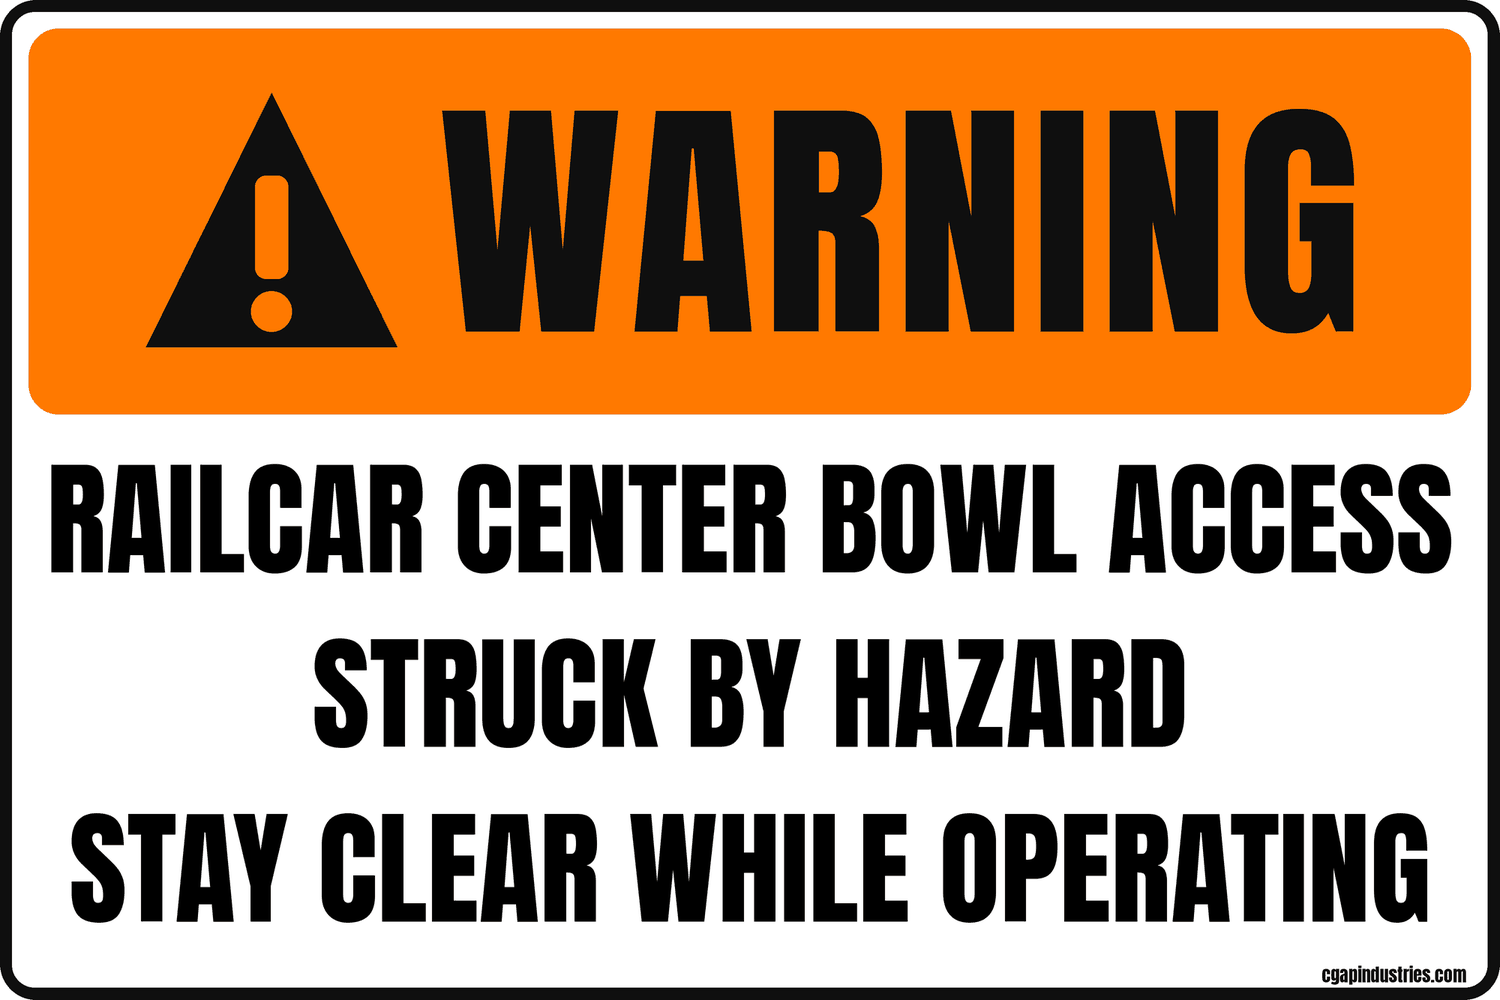 WARNING
RAILCAR CENTER BOWL ACCESS
STRUCK BY HAZARD
STAY CLEAR WHILE OPERATING
cgapindustries.com